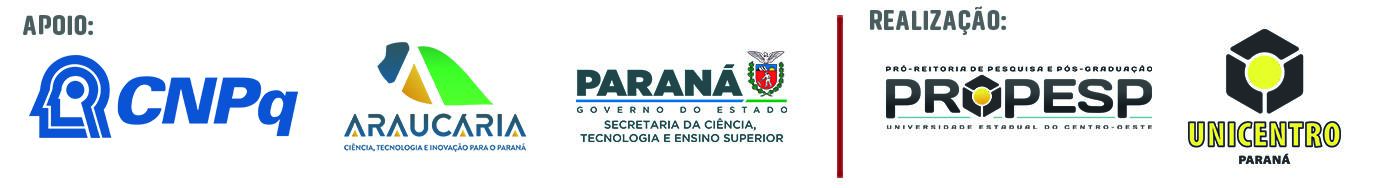 APOIO:
CNPq
ARAUCÁRIA
CIÊNCIA, TECNOLOGIA E INOVAÇÃO PARA O PARANÁ
PARANÁ
GOVERNO DO ESTADO
SECRETARIA DA CIÊNCIA,
TECNOLOGIA E ENSINO SUPERIOR
REALIZAÇÃO:
PRÓ-REITORIA DE PESQUISA E PÓS-GRADUAÇÃO
PROPESP
UNIVERSIDADE ESTADUAL DO CENTRO-OESTE
UNICENTRO
PARANÁ